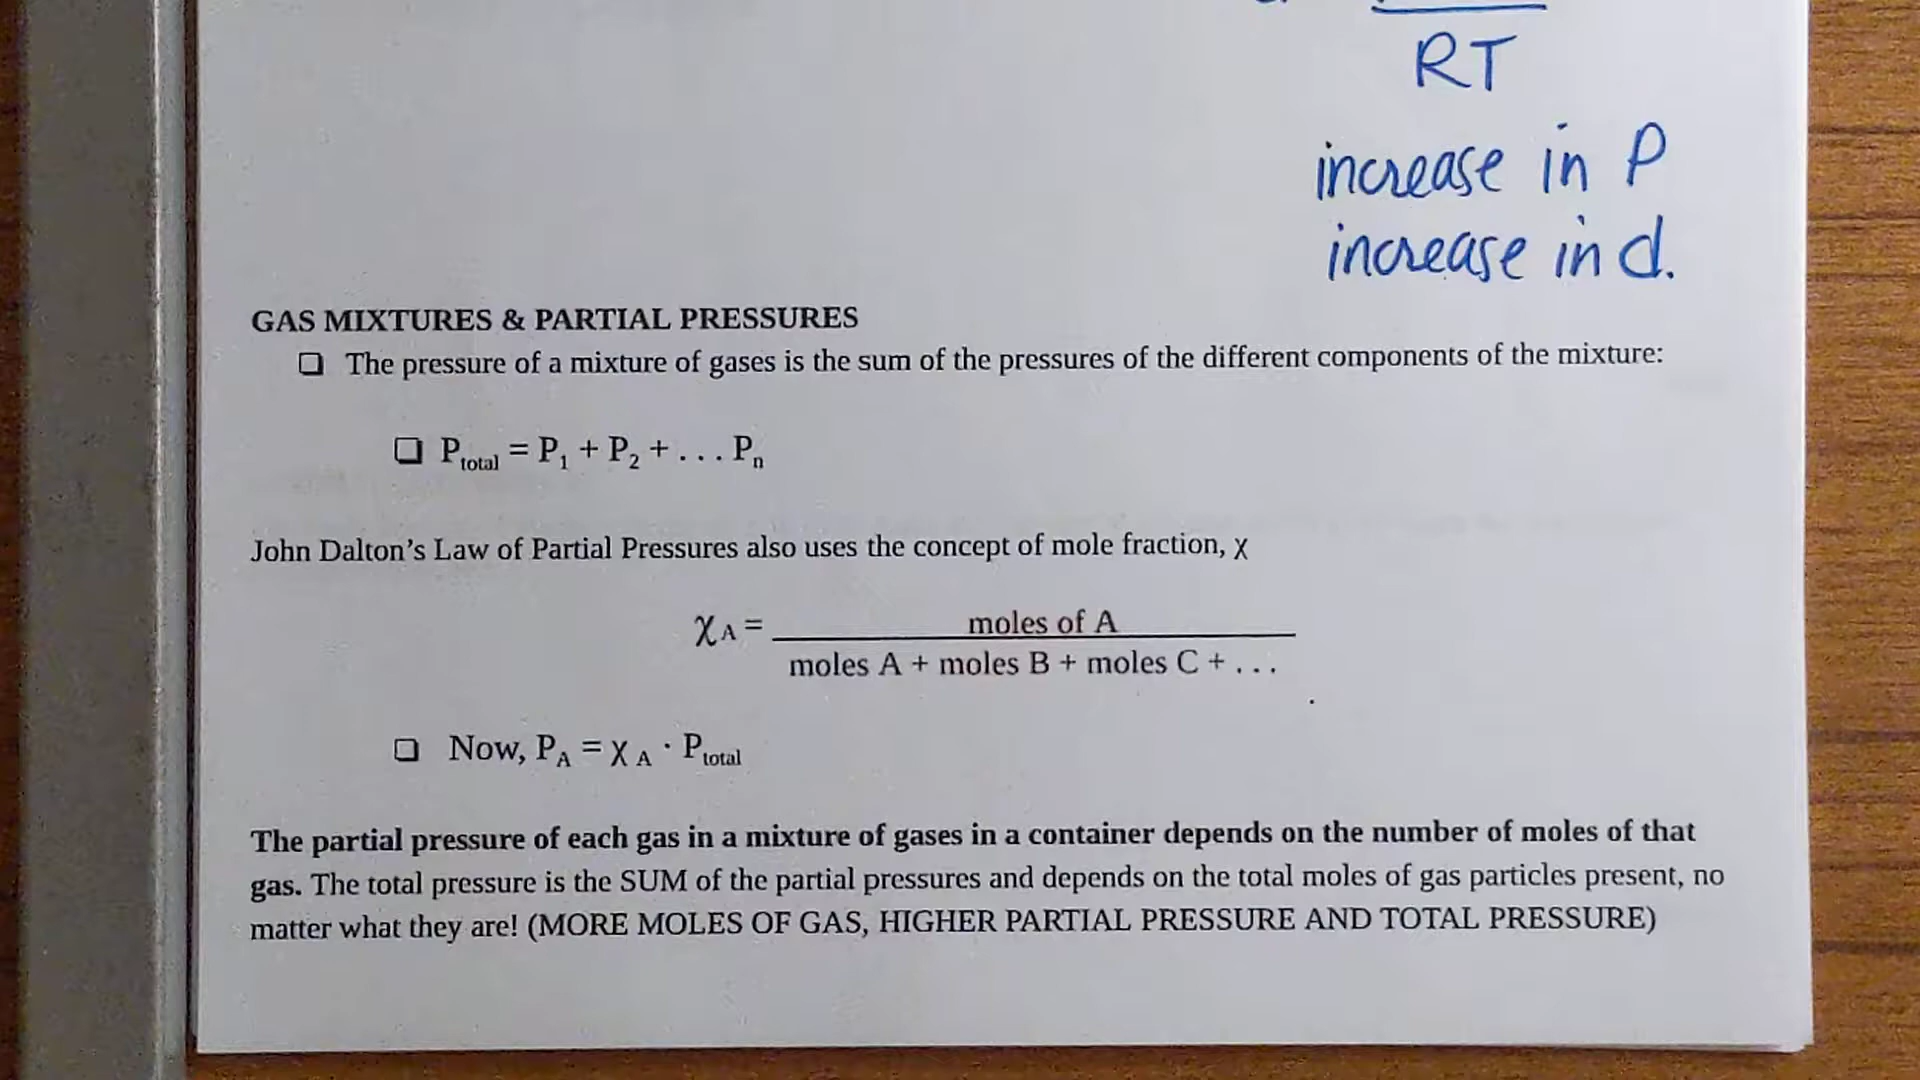 RT
increase in P
increase in d.
GAS MIXTURES & PARTIAL PRESSURES
❑ The pressure of a mixture of gases is the sum of the pressures of the different components of the mixture:
❑ Ptotal = P1 + P2 + . . . Pn
John Dalton’s Law of Partial Pressures also uses the concept of mole fraction, χ
χA = moles of A
moles A + moles B + moles C + . . .
❑ Now, PA = χA · Ptotal
The partial pressure of each gas in a mixture of gases in a container depends on the number of moles of that
gas. The total pressure is the SUM of the partial pressures and depends on the total moles of gas particles present, no
matter what they are! (MORE MOLES OF GAS, HIGHER PARTIAL PRESSURE AND TOTAL PRESSURE)